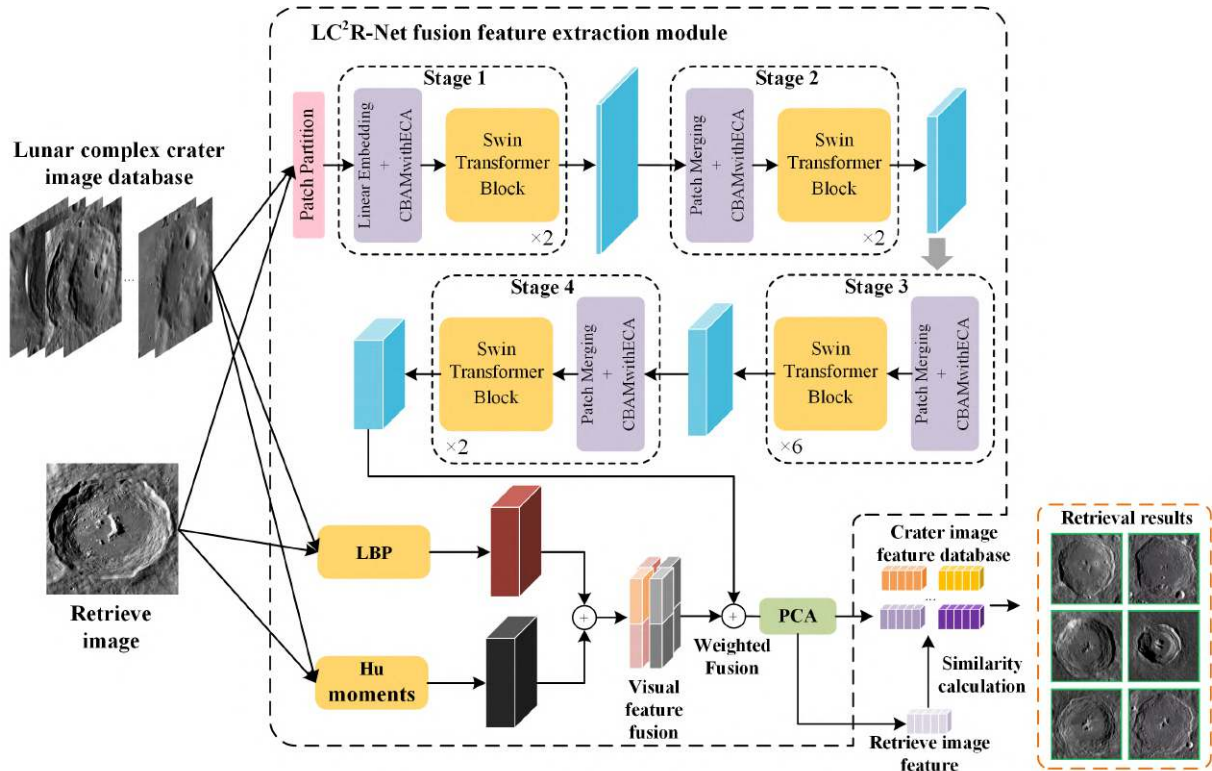 LC²R-Net fusion feature extraction module
Stage 1
Stage 2
Lunar complex crater
image database
Patch Partition
Linear Embedding
+
CBAMwithECA
Swin
Transformer
Block
×2
Patch Merging
+
CBAMwithECA
Swin
Transformer
Block
×2
...
Stage 4
Stage 3
Swin
Transformer
Block
×2
Patch Merging
+
CBAMwithECA
Swin
Transformer
Block
×6
Patch Merging
+
CBAMwithECA
Retrieve
image
LBP
Hu
moments
+
Visual
feature
fusion
+
Weighted
Fusion
PCA
Crater image
feature database
...
Similarity
calculation
Retrieve image
feature
Retrieval results